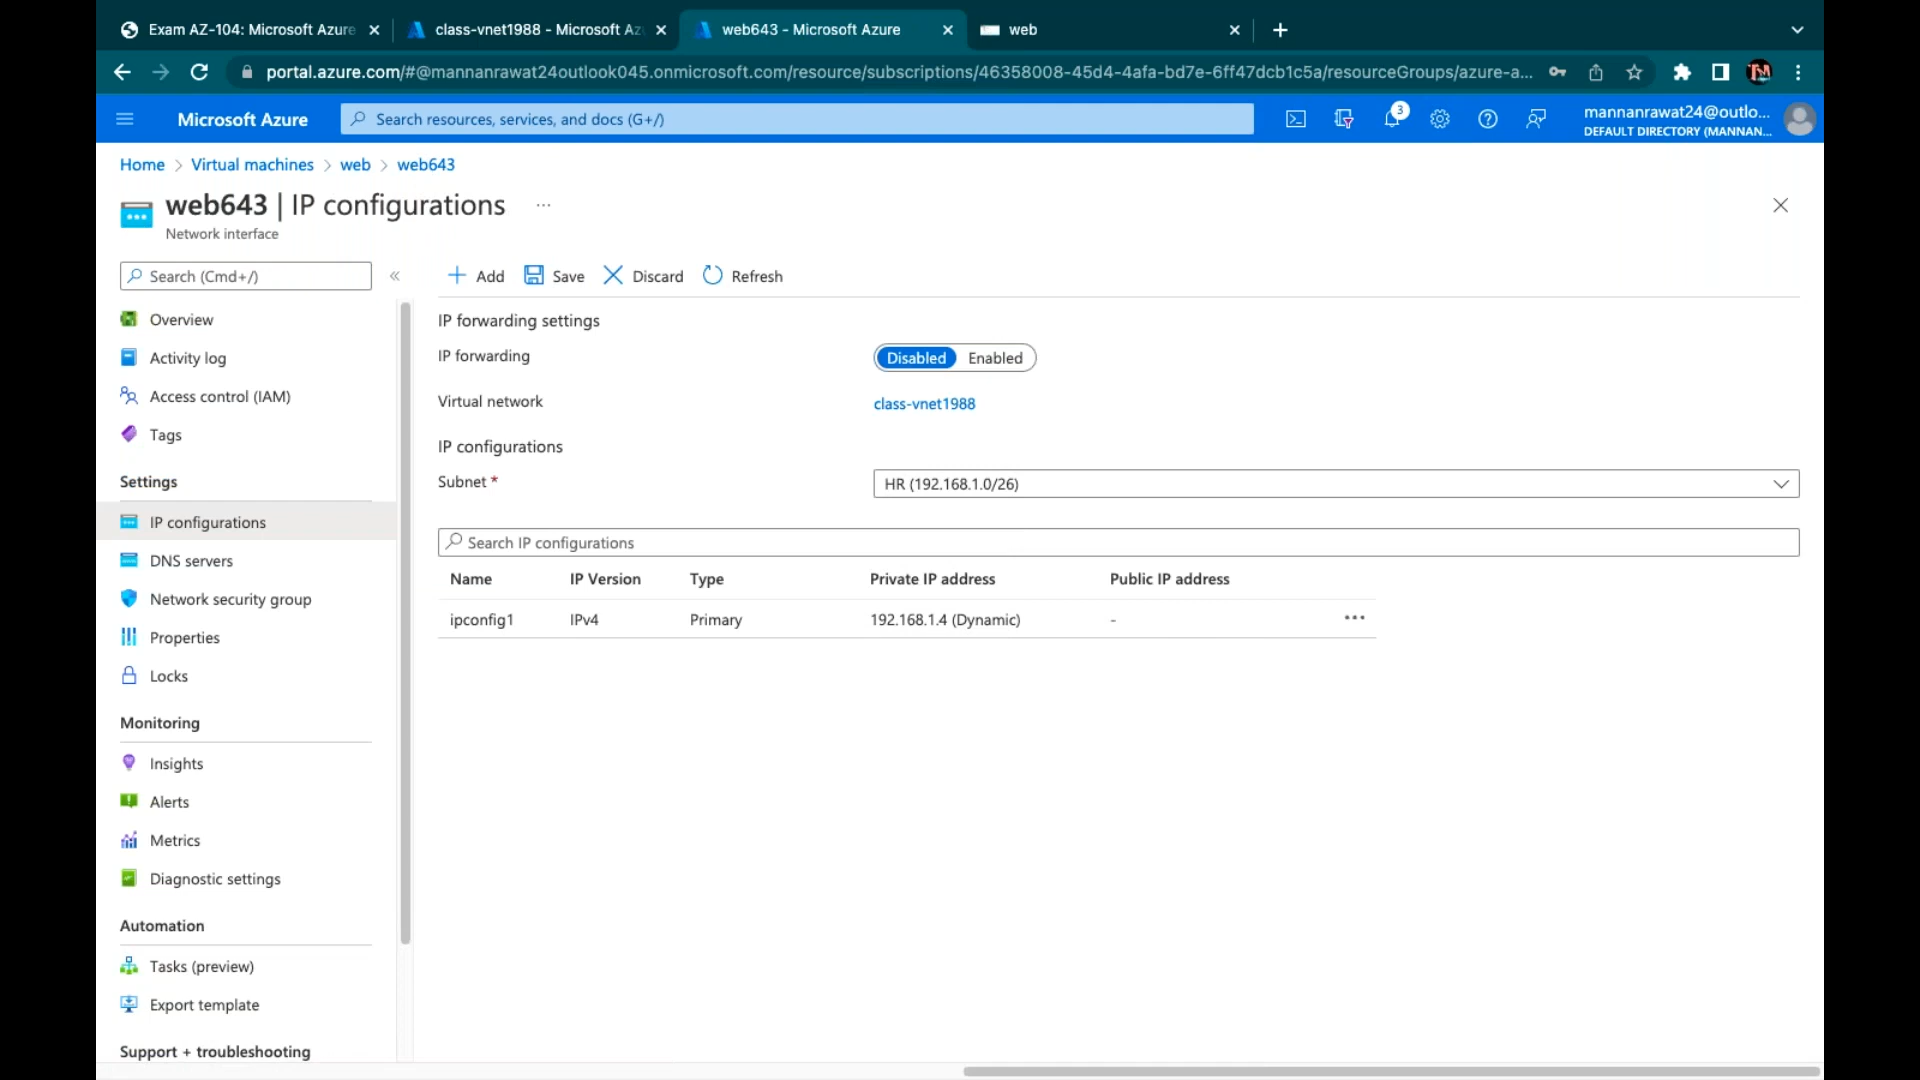 Exam AZ-104: Microsoft Azure
class-vnet1988 - Microsoft Az
web643 - Microsoft Azure
web
portal.azure.com/#@mannanrawat24outlook045.onmicrosoft.com/resource/subscriptions/46358008-45d4-4afa-bd7e-6ff47dcb1c5a/resourceGroups/azure-a...
Microsoft Azure
Search resources, services, and docs (G+/)
3
mannanrawat24@outlo...
DEFAULT DIRECTORY (MANNAN...
Home > Virtual machines > web > web643
web643 | IP configurations ...
Network interface
Search (Cmd+/)
«
Add
Save
Discard
Refresh
Overview
Activity log
Access control (IAM)
Tags
Settings
IP configurations
DNS servers
Network security group
Properties
Locks
Monitoring
Insights
Alerts
Metrics
Diagnostic settings
Automation
Tasks (preview)
Export template
Support + troubleshooting
IP forwarding settings
IP forwarding
Disabled Enabled
Virtual network
class-vnet1988
IP configurations
Subnet *
HR (192.168.1.0/26)
Search IP configurations
Name IP Version Type Private IP address Public IP address
ipconfig1 IPv4 Primary 192.168.1.4 (Dynamic) - ...